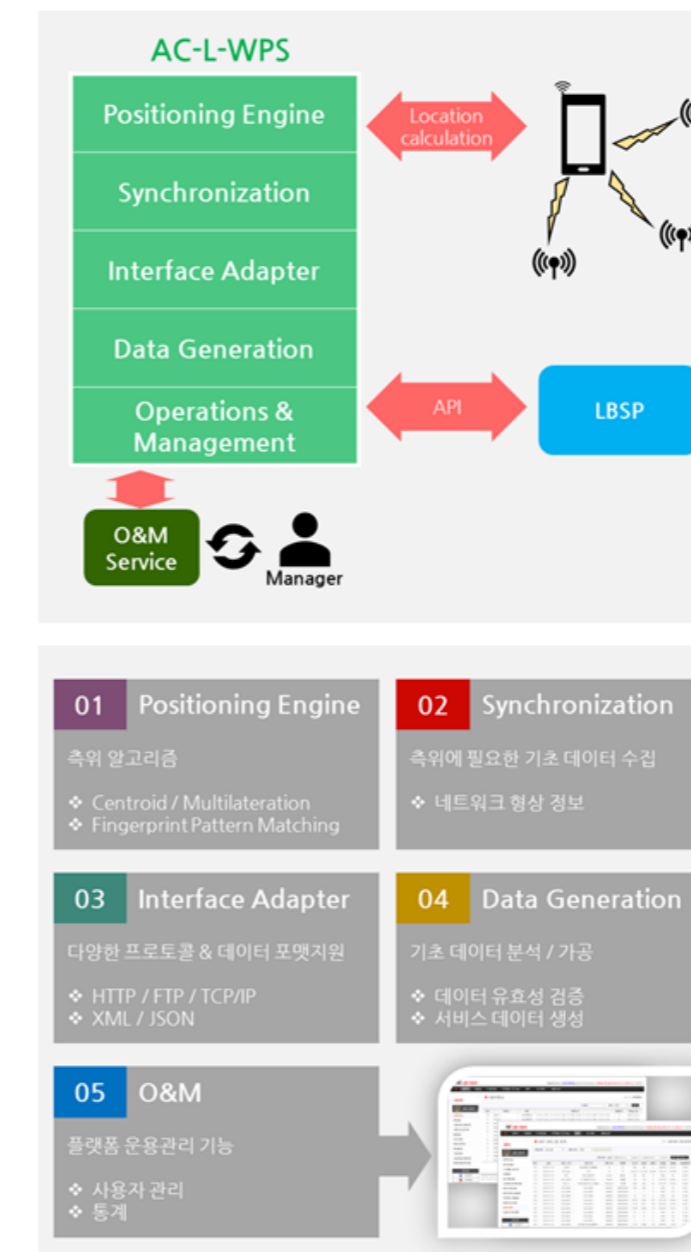 AC-L-WPS
Positioning Engine
Synchronization
Interface Adapter
Data Generation
Operations &
Management
Location
calculation
API
LBSP
O&M
Service
Manager
01 Positioning Engine
측위 알고리즘
❖ Centroid / Multilateration
❖ Fingerprint Pattern Matching
02 Synchronization
측위에 필요한 기초 데이터 수집
❖ 네트워크 형상 정보
03 Interface Adapter
다양한 프로토콜 & 데이터 포맷지원
❖ HTTP / FTP / TCP/IP
❖ XML / JSON
04 Data Generation
기초 데이터 분석 / 가공
❖ 데이터 유효성 검증
❖ 서비스 데이터 생성
05 O&M
플랫폼 운용관리 기능
❖ 사용자 관리
❖ 통계